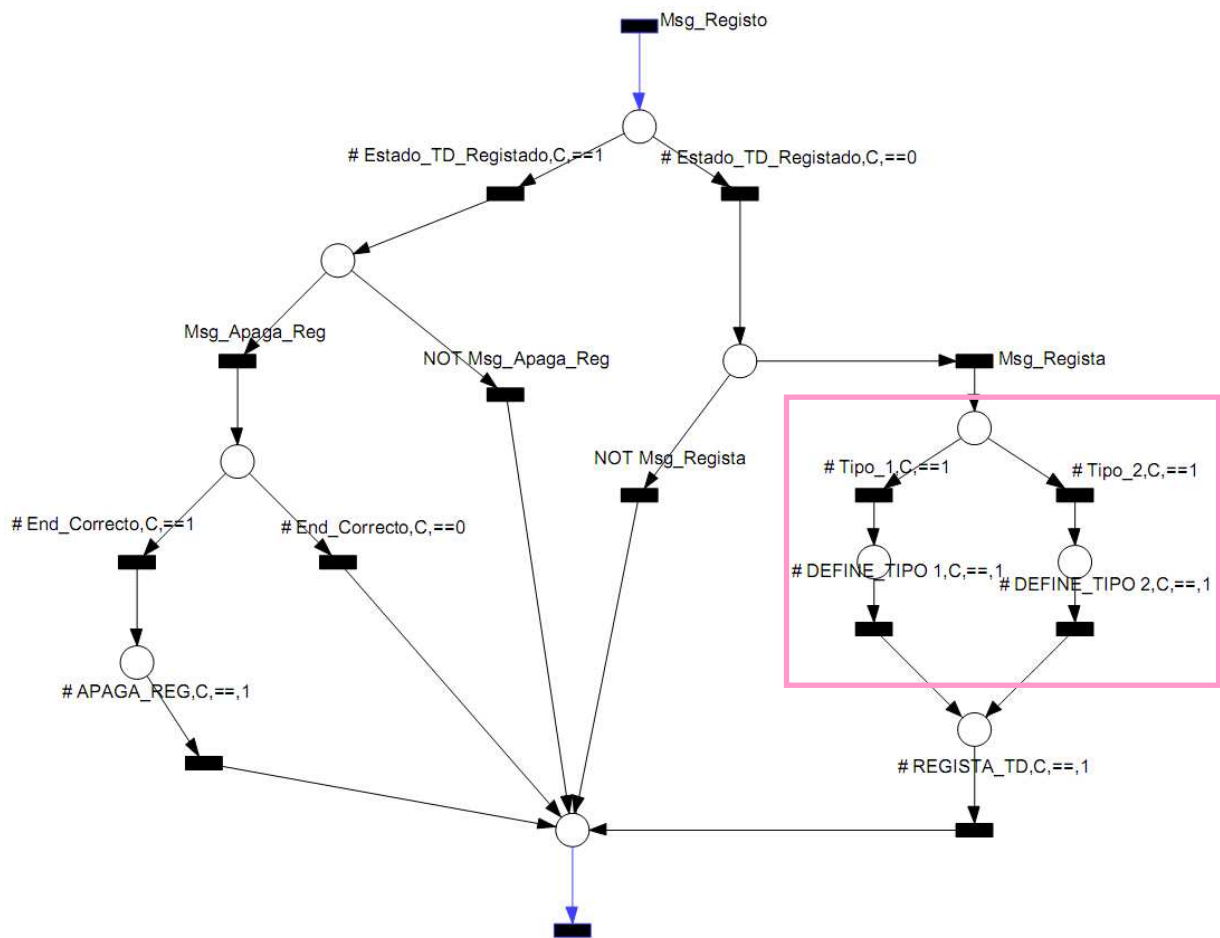 Msg_Registo
# Estado_TD_Registado,C,==1
# Estado_TD_Registado,C,==0
Msg_Apaga_Reg
NOT Msg_Apaga_Reg
Msg_Regista
NOT Msg_Regista
# Tipo_1,C,==1
# Tipo_2,C,==1
# End_Correcto,C,==1
# End_Correcto,C,==0
# DEFINE_TIPO 1,C,==,1
# DEFINE_TIPO 2,C,==,1
# APAGA_REG,C,==,1
# REGISTA_TD,C,==,1